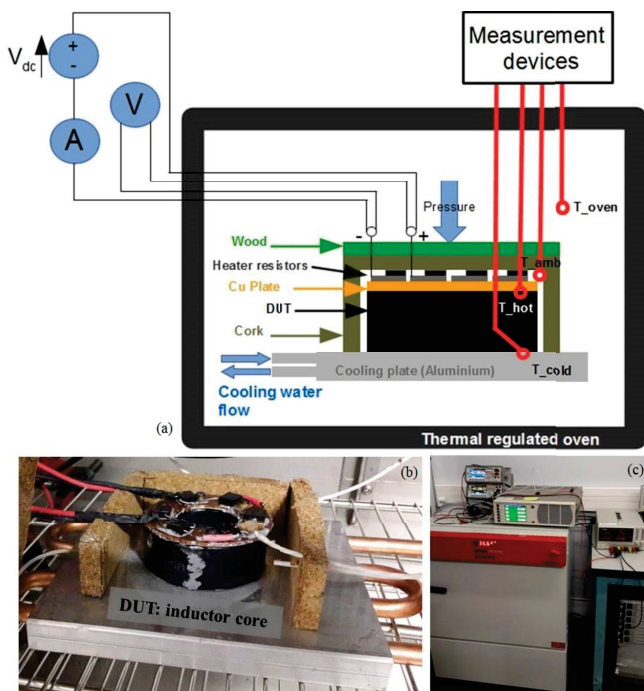 Measurement
devices
+
-
V
dc
V
A
T_oven
Pressure
-
+
Wood
T_amb
Heater resistors
Cu Plate
DUT
T_hot
Cork
Cooling plate (Aluminium)
T_cold
Cooling water
flow
(a)
Thermal regulated oven
(b)
(c)
DUT: inductor core